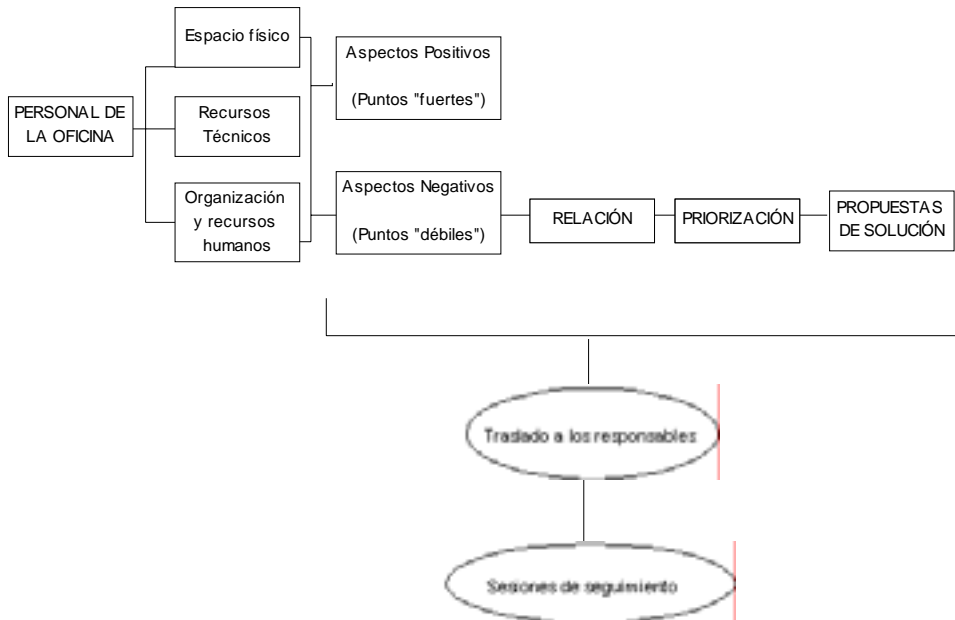 Espacio físico
Aspectos Positivos
(Puntos "fuertes")
PERSONAL DE
LA OFICINA
Recursos
Técnicos
Organización
y recursos
humanos
Aspectos Negativos
(Puntos "débiles")
RELACIÓN
PRIORIZACIÓN
PROPUESTAS
DE SOLUCIÓN
Traslado a los responsables
Sesiones de seguimiento